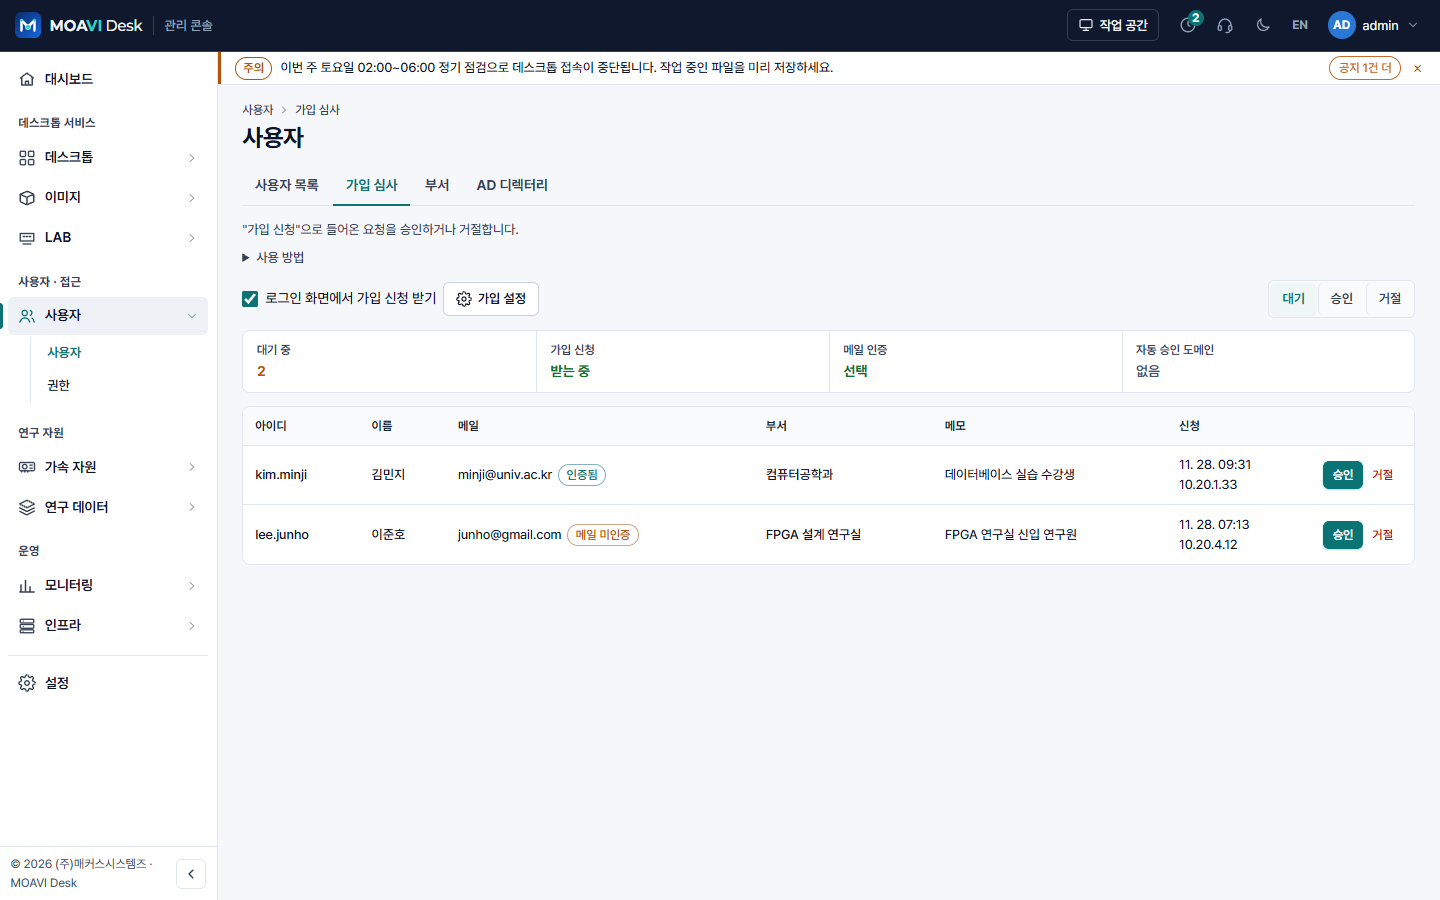 MOAVI Desk 관리 콘솔
작업 공간 2 EN AD admin
주의 이번 주 토요일 02:00~06:00 정기 점검으로 데스크톱 접속이 중단됩니다. 작업 중인 파일을 미리 저장하세요. 공지 1건 더 ×
대시보드
데스크톱 서비스
데스크톱
이미지
LAB
사용자 · 접근
사용자
사용자
권한
연구 자원
가속 자원
연구 데이터
운영
모니터링
인프라
설정
© 2026 (주)매커스시스템즈 ·
MOAVI Desk
사용자 > 가입 심사
사용자
사용자 목록 가입 심사 부서 AD 디렉터리
"가입 신청"으로 들어온 요청을 승인하거나 거절합니다.
▶ 사용 방법
로그인 화면에서 가입 신청 받기 가입 설정 대기 승인 거절
대기 중 가입 신청 메일 인증 자동 승인 도메인
2 받는 중 선택 없음
아이디 이름 메일 부서 메모 신청
kim.minji 김민지 minji@univ.ac.kr 인증됨 컴퓨터공학과 데이터베이스 실습 수강생 11. 28. 09:31 승인 거절
10.20.1.33
lee.junho 이준호 junho@gmail.com 메일 미인증 FPGA 설계 연구실 FPGA 연구실 신입 연구원 11. 28. 07:13 승인 거절
10.20.4.12